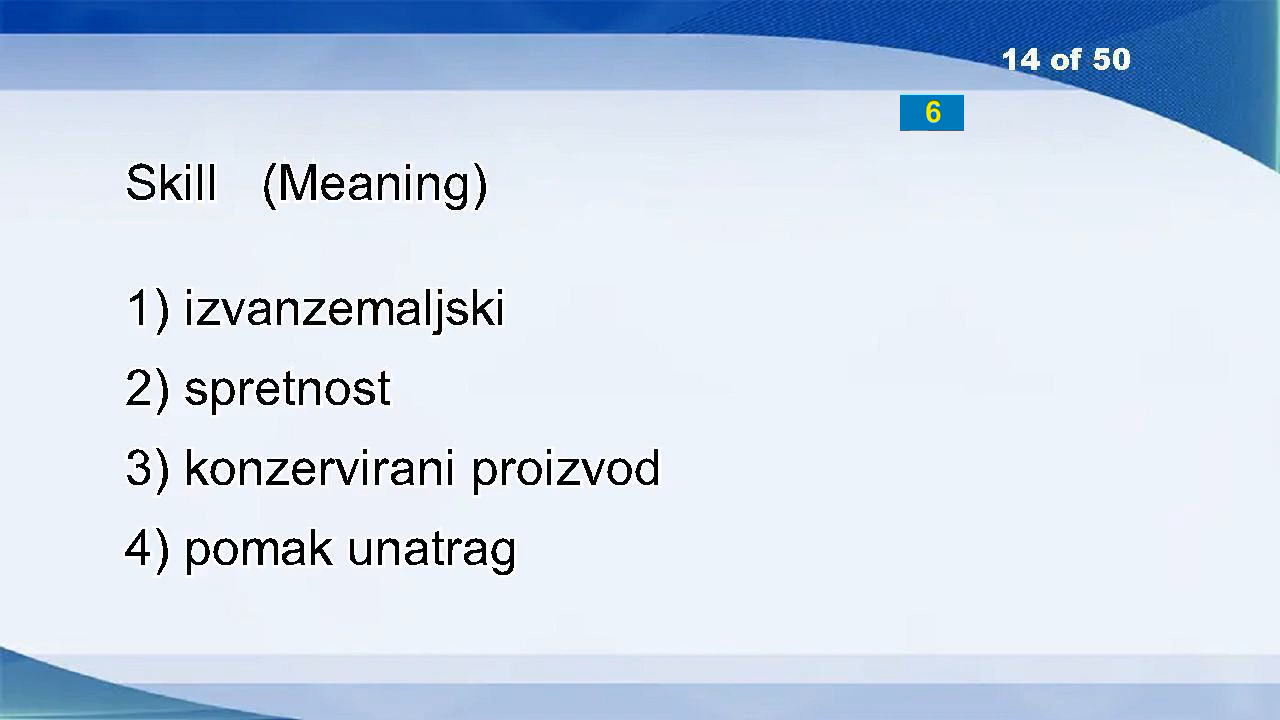 14 of 50
6
Skill (Meaning)
1) izvanzemaljski
2) spretnost
3) konzervirani proizvod
4) pomak unatrag